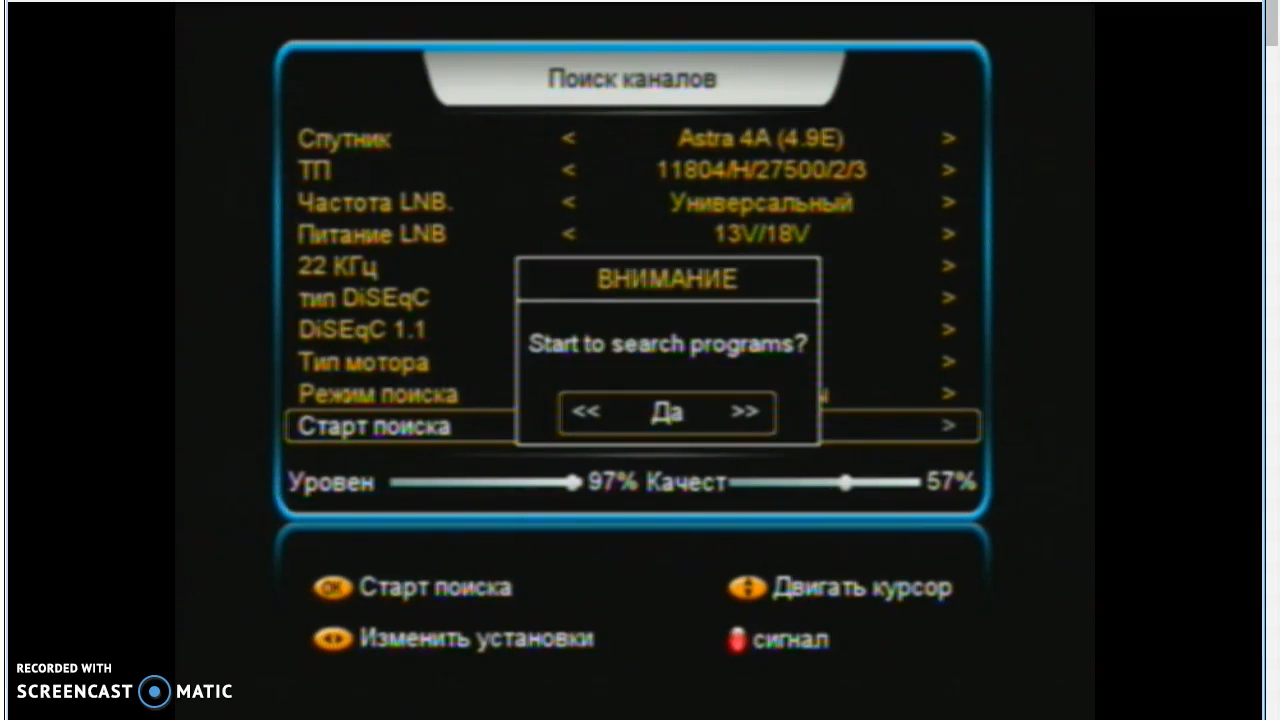 Поиск каналов
Спутник < Astra 4A (4.9E) >
ТП < 11804/H/27500/2/3 >
Частота LNB. < Универсальный >
Питание LNB < 13V/18V >
22 КГц >
ВНИМАНИЕ
тип DiSEqC >
DiSEqC 1.1 >
Start to search programs?
Тип мотора >
Режим поиска ы >
<< Да >>
Старт поиска >
Уровен 97% Качест 57%
OK Старт поиска Двигать курсор
Изменить установки сигнал
RECORDED WITH
SCREENCAST MATIC